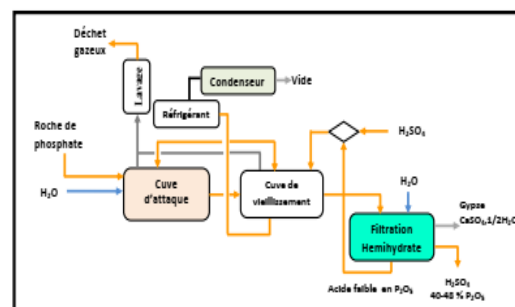 Déchet
gazeux
Lavage
Condenseur
Vide
Réfrigérant
Roche de
phosphate
H₂SO₄
H₂O
Cuve
d'attaque
Cuve de
vieillissement
H₂O
Gypse
CaSO₄,1/2H₂O
Filtration
Hemihydrate
Acide faible en P₂O₅
H₂SO₄
40-48 % P₂O₅